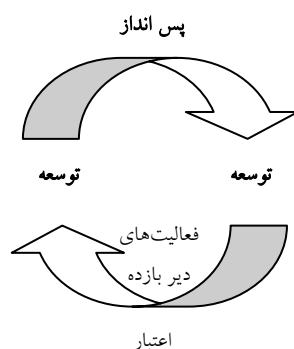 پس انداز
توسعه
توسعه
فعالیت‌های
دیر بازده
اعتبار